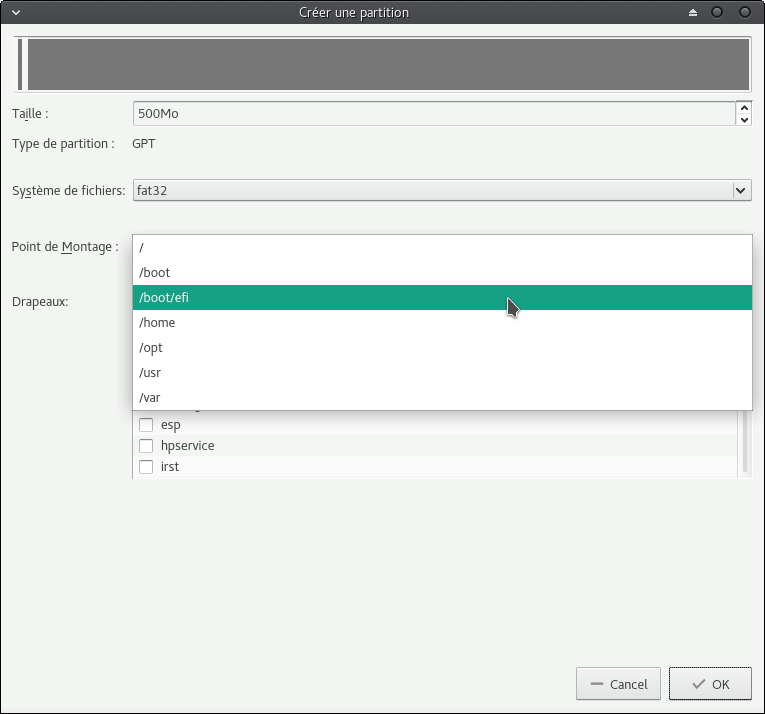 Créer une partition
Taille :
500Mo
Type de partition :
GPT
Système de fichiers:
fat32
Point de Montage :
/
/boot
/boot/efi
/home
Drapeaux:
/opt
/usr
/var
esp
hpservice
irst
Cancel
OK